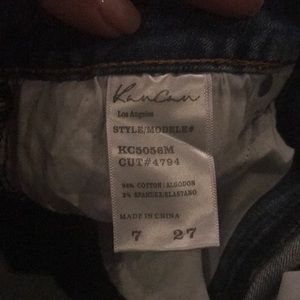 KanCan
Los Angeles
STYLE/MODELE#
KC5056M
CUT#4794
98% COTTON/ALGODON
2% SPANDEX/ELASTANO
MADE IN CHINA
7 27